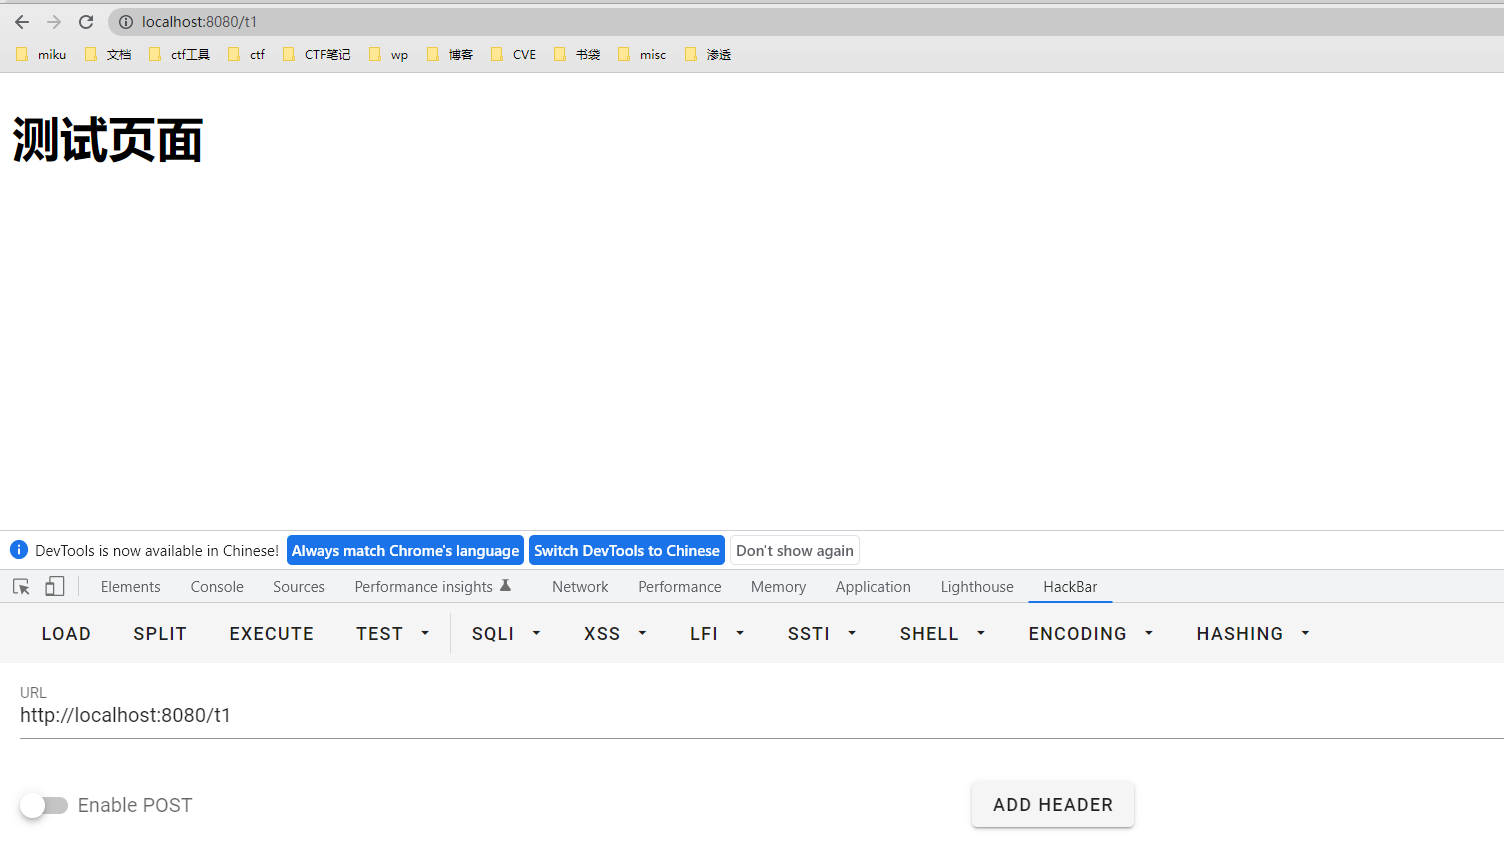 localhost:8080/t1
miku 文档 ctf工具 ctf CTF笔记 wp 博客 CVE 书袋 misc 渗透
测试页面
DevTools is now available in Chinese! Always match Chrome's language Switch DevTools to Chinese Don't show again
Elements Console Sources Performance insights Network Performance Memory Application Lighthouse HackBar
LOAD SPLIT EXECUTE TEST SQLI XSS LFI SSTI SHELL ENCODING HASHING
URL
http://localhost:8080/t1
Enable POST ADD HEADER